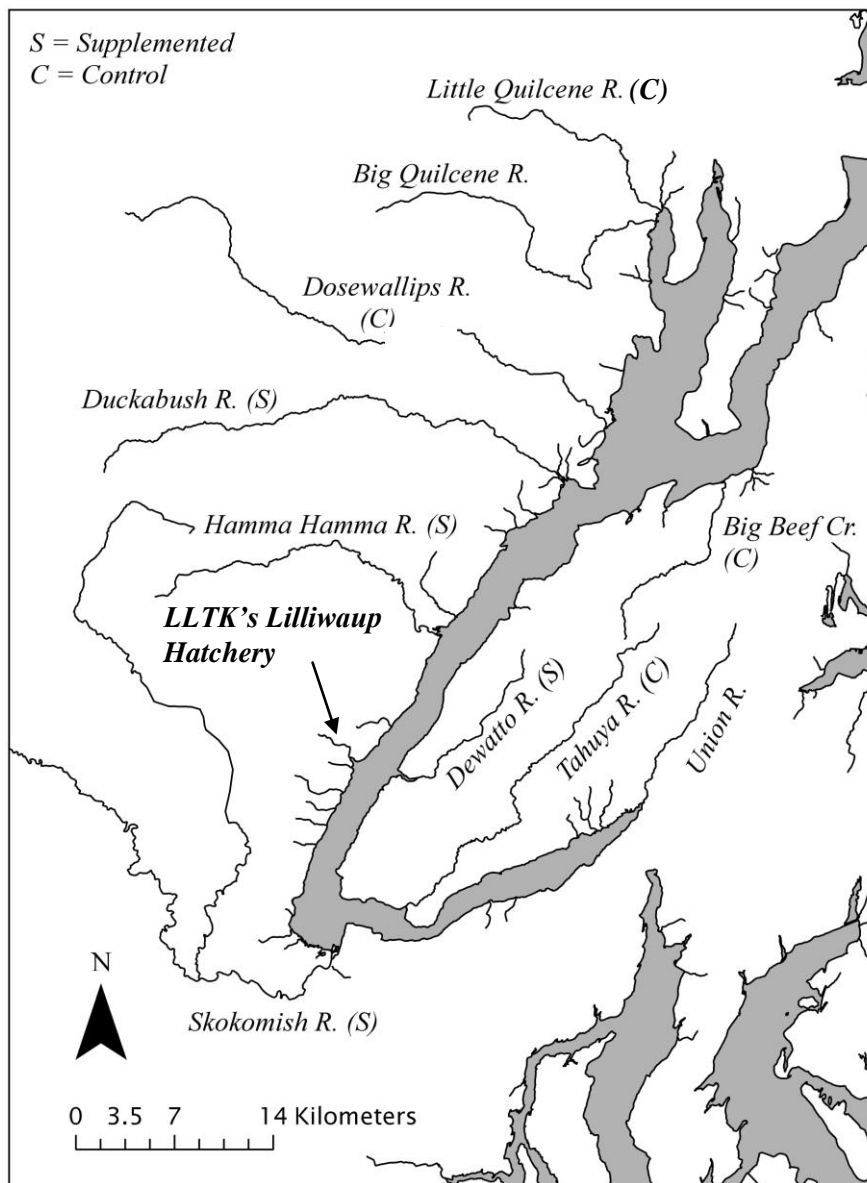 S = Supplemented
C = Control
Little Quilcene R. (C)
Big Quilcene R.
Dosewallips R.
(C)
Duckabush R. (S)
Hamma Hamma R. (S)
Big Beef Cr.
(C)
LLTK's Lilliwaup
Hatchery
Dewatto R. (S)
Tahuya R. (C)
Union R.
N
Skokomish R. (S)
0 3.5 7 14 Kilometers